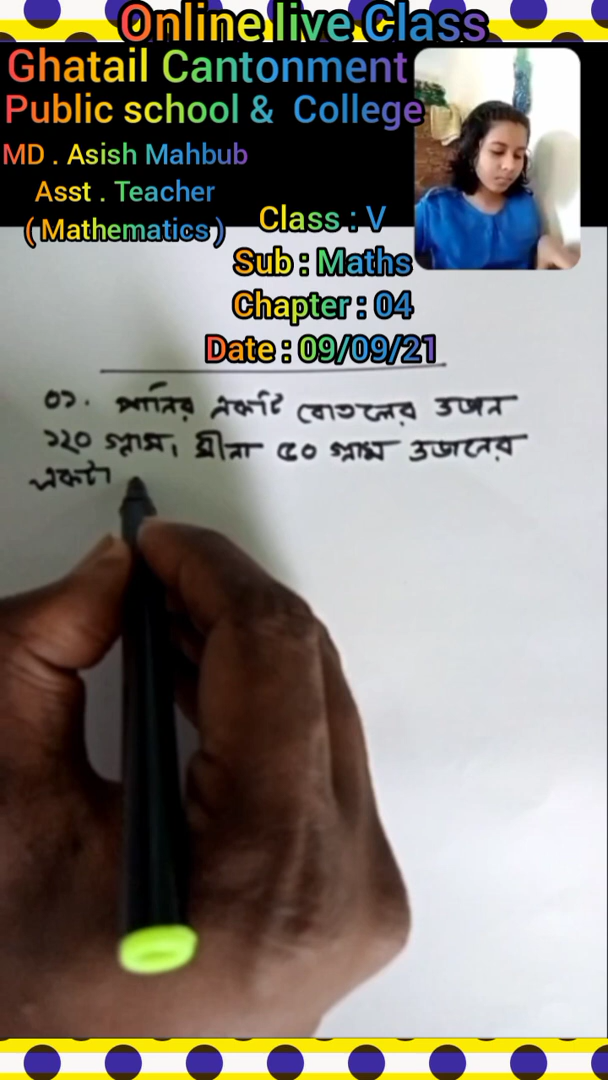 Online live Class
Ghatail Cantonment
Public school & College
MD . Asish Mahbub
Asst . Teacher
( Mathematics )
Class : V
Sub : Maths
Chapter : 04
Date : 09/09/21
০১. পানির একটি বোতলের ওজন
১২০ গ্রাম। মীনা ৫০ গ্রাম ওজনের
একটা